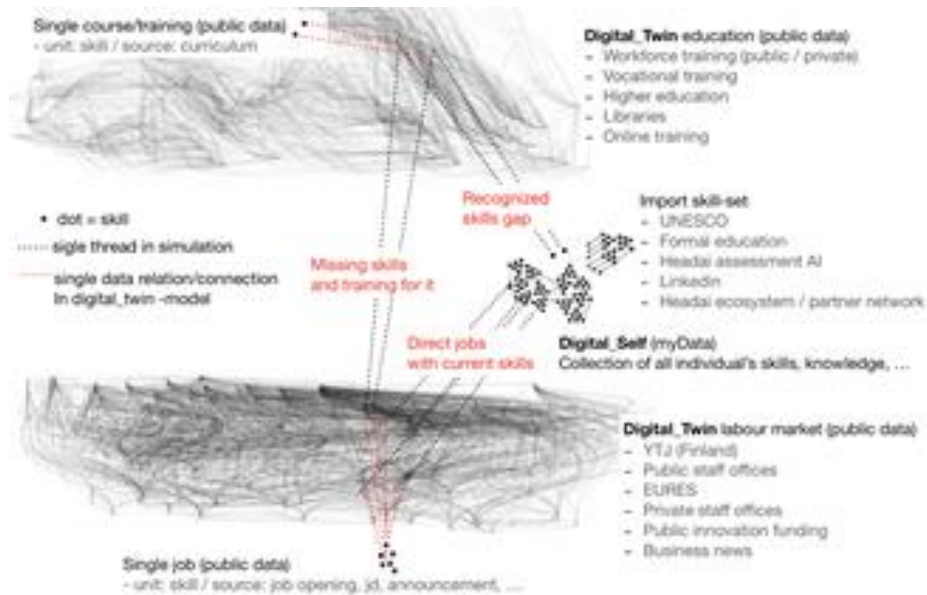 Single course/training (public data)
- unit: skill / source: curriculum
Digital_Twin education (public data)
- Workforce training (public / private)
- Vocational training
- Higher education
- Libraries
- Online training
• dot = skill
sigle thread in simulation
single data relation/connection
In digital_twin -model
Recognized
skills gap
Missing skills
and training for it
Import skill-set
- UNESCO
- Formal education
- Headai assessment AI
- Linkedin
- Headai ecosystem / partner network
Direct jobs
with current skills
Digital_Self (myData)
Collection of all individual's skills, knowledge, ...
Digital_Twin labour market (public data)
- YTJ (Finland)
- Public staff offices
- EURES
- Private staff offices
- Public innovation funding
- Business news
Single job (public data)
- unit: skill / source: job opening, jd, announcement, ....